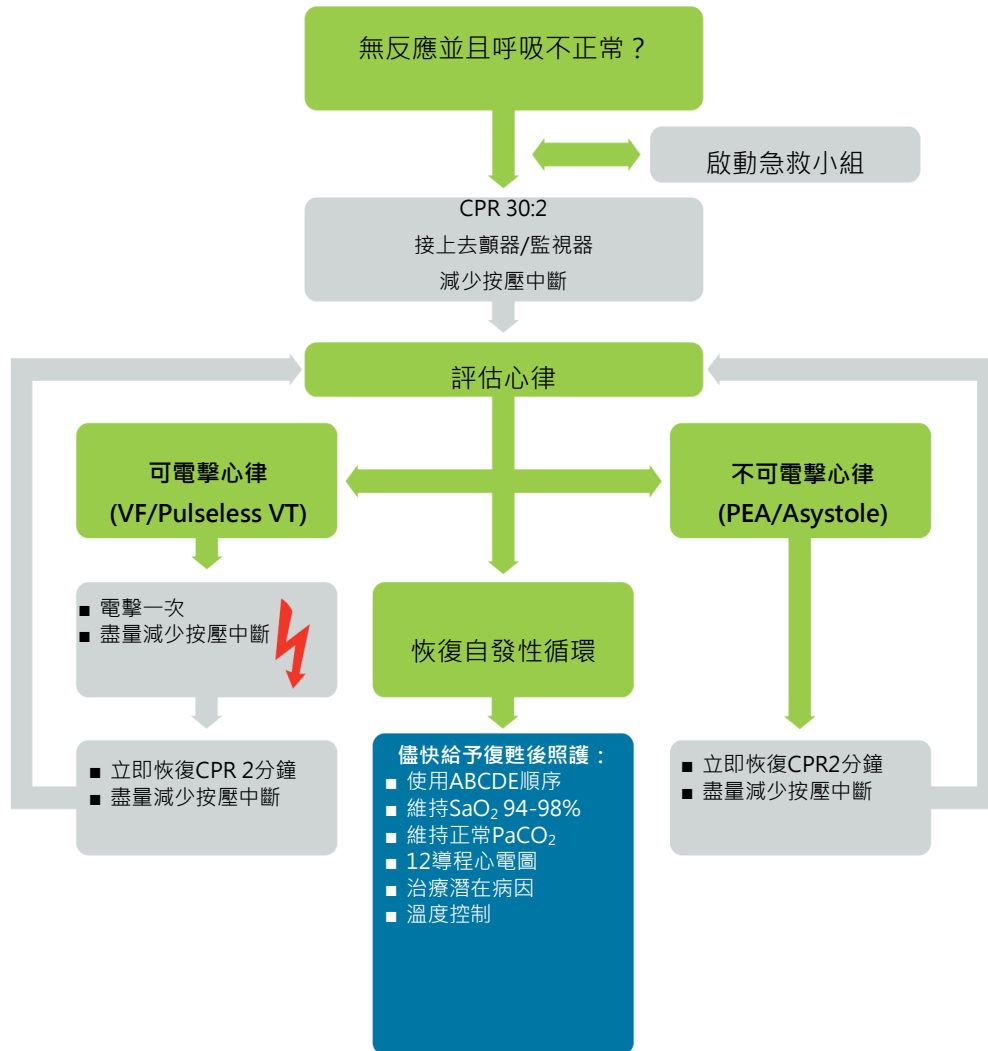 無反應並且呼吸不正常？
啟動急救小組
CPR 30:2
接上去顫器/監視器
減少按壓中斷
評估心律
可電擊心律
(VF/Pulseless VT)
不可電擊心律
(PEA/Asystole)
■ 電擊一次
■ 盡量減少按壓中斷
恢復自發性循環
■ 立即恢復CPR 2分鐘
■ 盡量減少按壓中斷
儘快給予復甦後照護：
■ 使用ABCDE順序
■ 維持SaO₂ 94-98%
■ 維持正常PaCO₂
■ 12導程心電圖
■ 治療潛在病因
■ 溫度控制
■ 立即恢復CPR2分鐘
■ 盡量減少按壓中斷